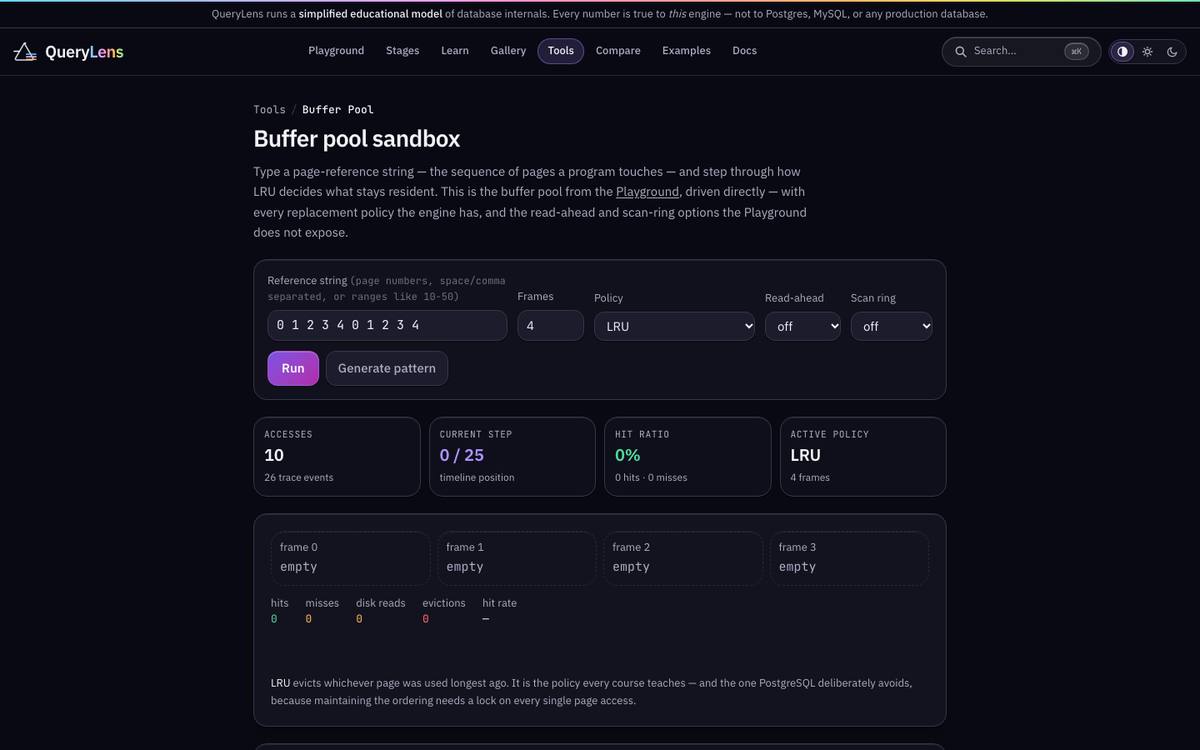 QueryLens runs a simplified educational model of database internals. Every number is true to this engine — not to Postgres, MySQL, or any production database.
QueryLens
Playground Stages Learn Gallery Tools Compare Examples Docs
Search... ⌘K
Tools / Buffer Pool
Buffer pool sandbox
Type a page-reference string — the sequence of pages a program touches — and step through how
LRU decides what stays resident. This is the buffer pool from the Playground, driven directly — with
every replacement policy the engine has, and the read-ahead and scan-ring options the Playground
does not expose.
Reference string (page numbers, space/comma
separated, or ranges like 10-50)
Frames
Policy
Read-ahead
Scan ring
0 1 2 3 4 0 1 2 3 4
4
LRU
off
off
Run
Generate pattern
ACCESSES
10
26 trace events
CURRENT STEP
0 / 25
timeline position
HIT RATIO
0%
0 hits · 0 misses
ACTIVE POLICY
LRU
4 frames
frame 0
empty
frame 1
empty
frame 2
empty
frame 3
empty
hits misses disk reads evictions hit rate
0 0 0 0 —
LRU evicts whichever page was used longest ago. It is the policy every course teaches — and the one PostgreSQL deliberately avoids,
because maintaining the ordering needs a lock on every single page access.